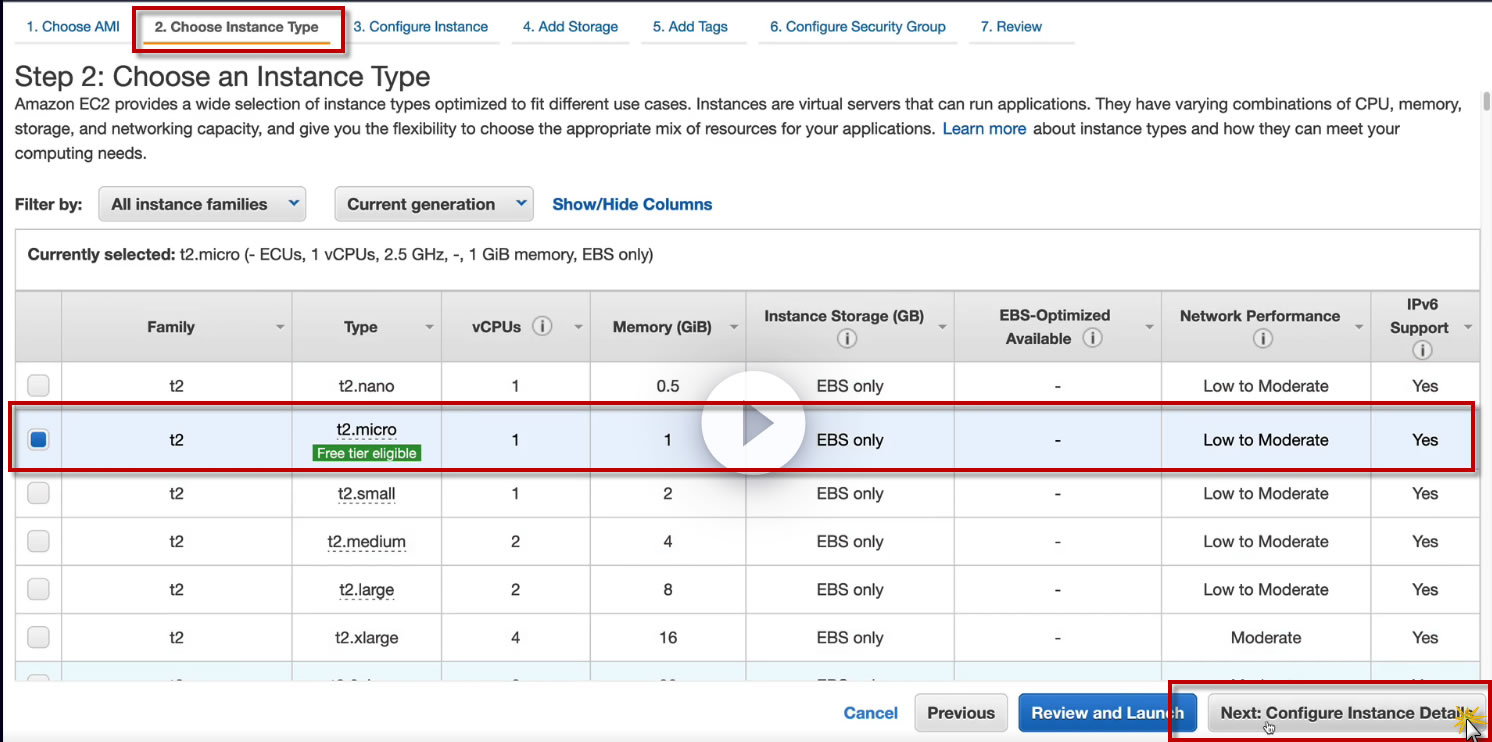 1. Choose AMI 2. Choose Instance Type 3. Configure Instance 4. Add Storage 5. Add Tags 6. Configure Security Group 7. Review
Step 2: Choose an Instance Type
Amazon EC2 provides a wide selection of instance types optimized to fit different use cases. Instances are virtual servers that can run applications. They have varying combinations of CPU, memory,
storage, and networking capacity, and give you the flexibility to choose the appropriate mix of resources for your applications. Learn more about instance types and how they can meet your
computing needs.
Filter by: All instance families Current generation Show/Hide Columns
Currently selected: t2.micro (- ECUs, 1 vCPUs, 2.5 GHz, -, 1 GiB memory, EBS only)
Family Type vCPUs Memory (GiB) Instance Storage (GB) EBS-Optimized Available Network Performance IPv6 Support
t2 t2.nano 1 0.5 EBS only - Low to Moderate Yes
t2 t2.micro 1 1 EBS only - Low to Moderate Yes
Free tier eligible
t2 t2.small 1 2 EBS only - Low to Moderate Yes
t2 t2.medium 2 4 EBS only - Low to Moderate Yes
t2 t2.large 2 8 EBS only - Low to Moderate Yes
t2 t2.xlarge 4 16 EBS only - Moderate Yes
Cancel Previous Review and Launch Next: Configure Instance Details